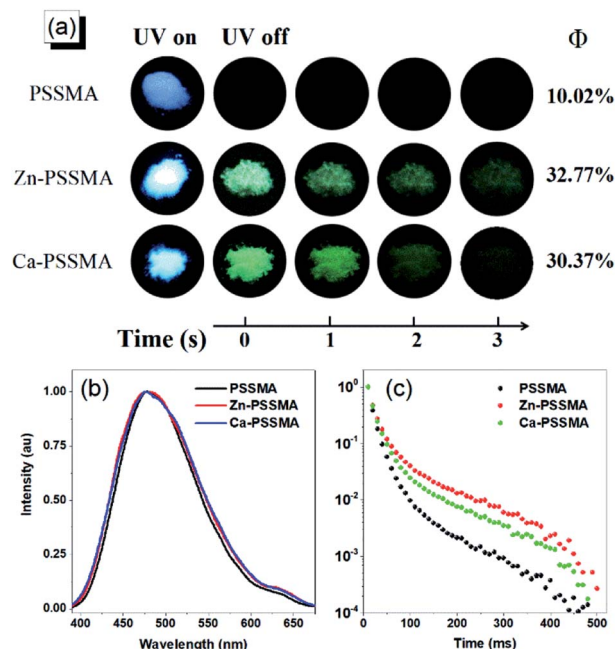 (a) UV on UV off Φ
PSSMA 10.02%
Zn-PSSMA 32.77%
Ca-PSSMA 30.37%
Time (s) 0 1 2 3
(b)
PSSMA
Zn-PSSMA
Ca-PSSMA
Intensity (au)
1.00
0.75
0.50
0.25
0.00
400 450 500 550 600 650
Wavelength (nm)
(c)
PSSMA
Zn-PSSMA
Ca-PSSMA
10⁰
10⁻¹
10⁻²
10⁻³
10⁻⁴
0 100 200 300 400 500
Time (ms)